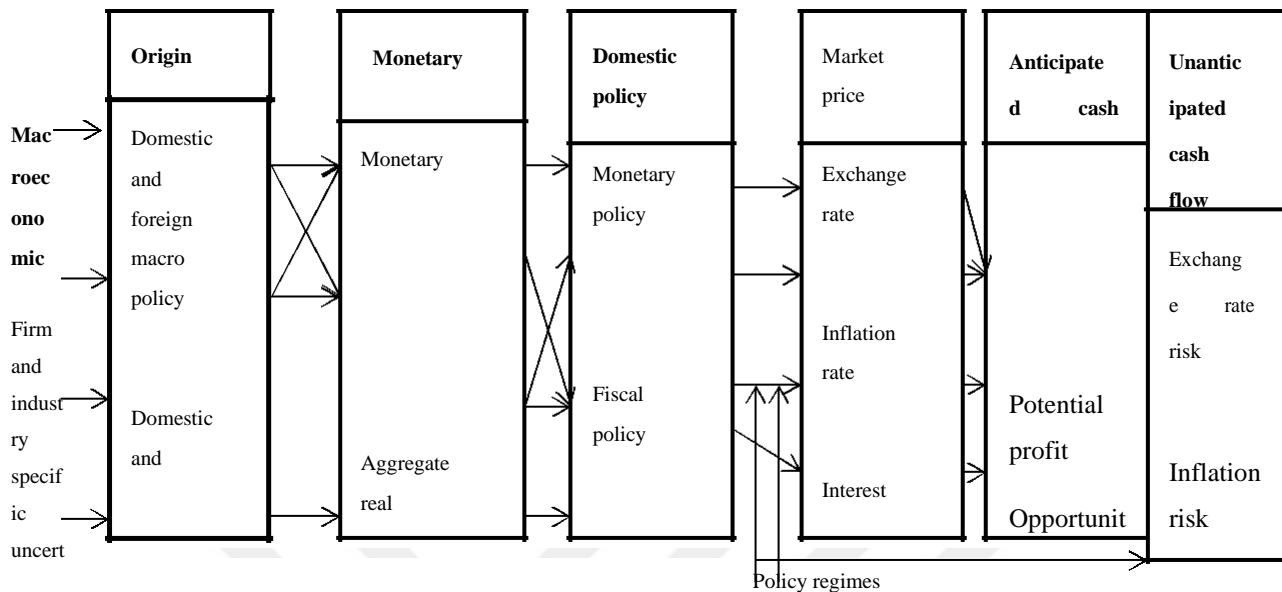 Mac
roec
ono
mic
Firm
and
indust
ry
specif
ic
uncert
Origin
Domestic
and
foreign
macro
policy
Domestic
and
Monetary
Monetary
Aggregate
real
Domestic
policy
Monetary
policy
Fiscal
policy
Market
price
Exchange
rate
Inflation
rate
Interest
Anticipate
d cash
Potential
profit
Opportunit
Unantic
ipated
cash
flow
Exchang
e rate
risk
Inflation
risk
Policy regimes